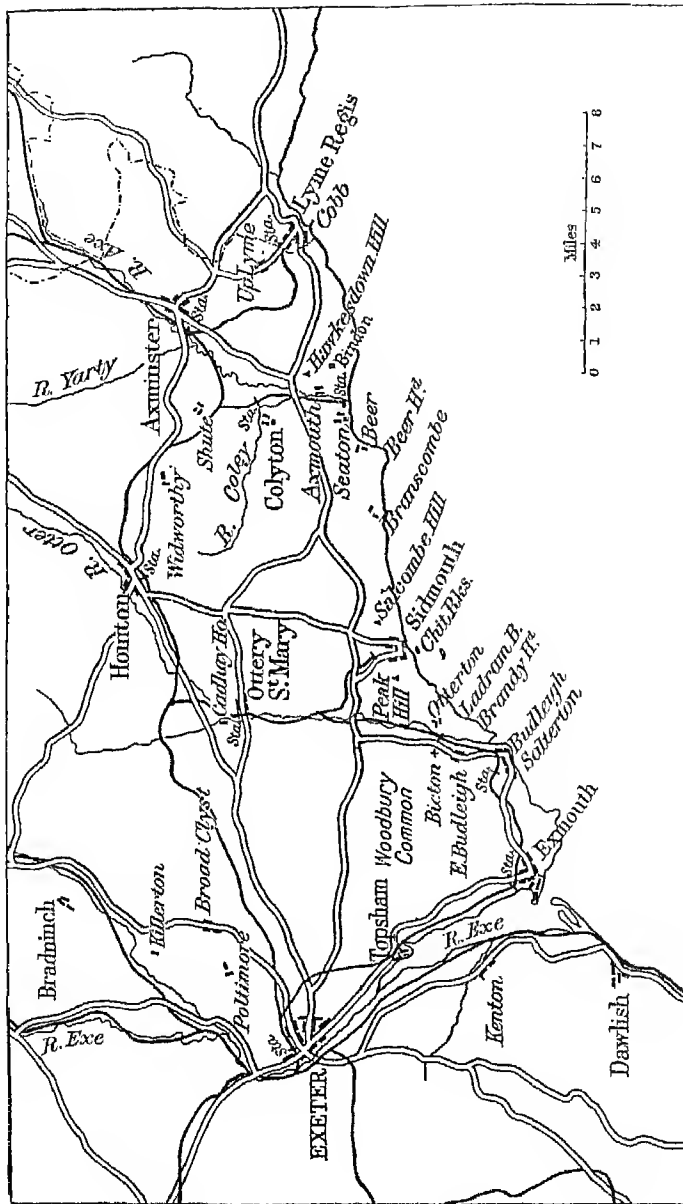 Bradninch
R. Exe
Killerton
Poltimore
Broad Clyst
Sta.
EXETER
Topsham
R. Exe
Kenton
Dawlish
Woodbury
Common
Sta.
Exmouth
Honiton
Sta.
R. Otter
Cadhay Ho.
Sta.
Ottery
St. Mary
Bicton
E. Budleigh
Sta.
Budleigh
Salterton
Otterton
Ladram B.
Brandy Hd.
Peak
Hill
Sidmouth
Chit Rks.
Salcombe Hill
Branscombe
Widworthy
Shute
R. Coley
Sta.
Colyton
R. Yarty
Axminster
Sta.
R. Axe
Axmouth
Seaton
Sta.
Beer
Beer Hd.
Bindon
Hawkesdown Hill
Up Lyme
Sta.
Lyme Regis
Cobb
Miles
0 1 2 3 4 5 6 7 8